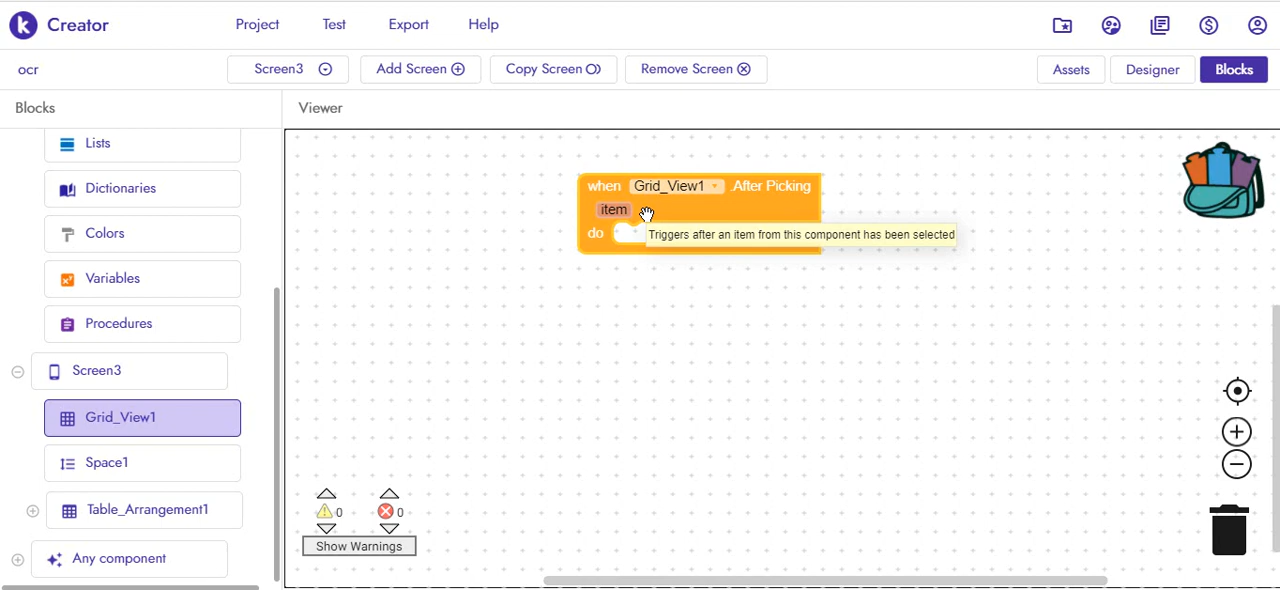 k Creator Project Test Export Help
ocr Screen3 Add Screen Copy Screen Remove Screen Assets Designer Blocks
Blocks Viewer
Lists
Dictionaries
Colors
Variables
Procedures
Screen3
Grid_View1
Space1
Table_Arrangement1
Any component
when Grid_View1 .After Picking
item
do
Triggers after an item from this component has been selected
0 0
Show Warnings